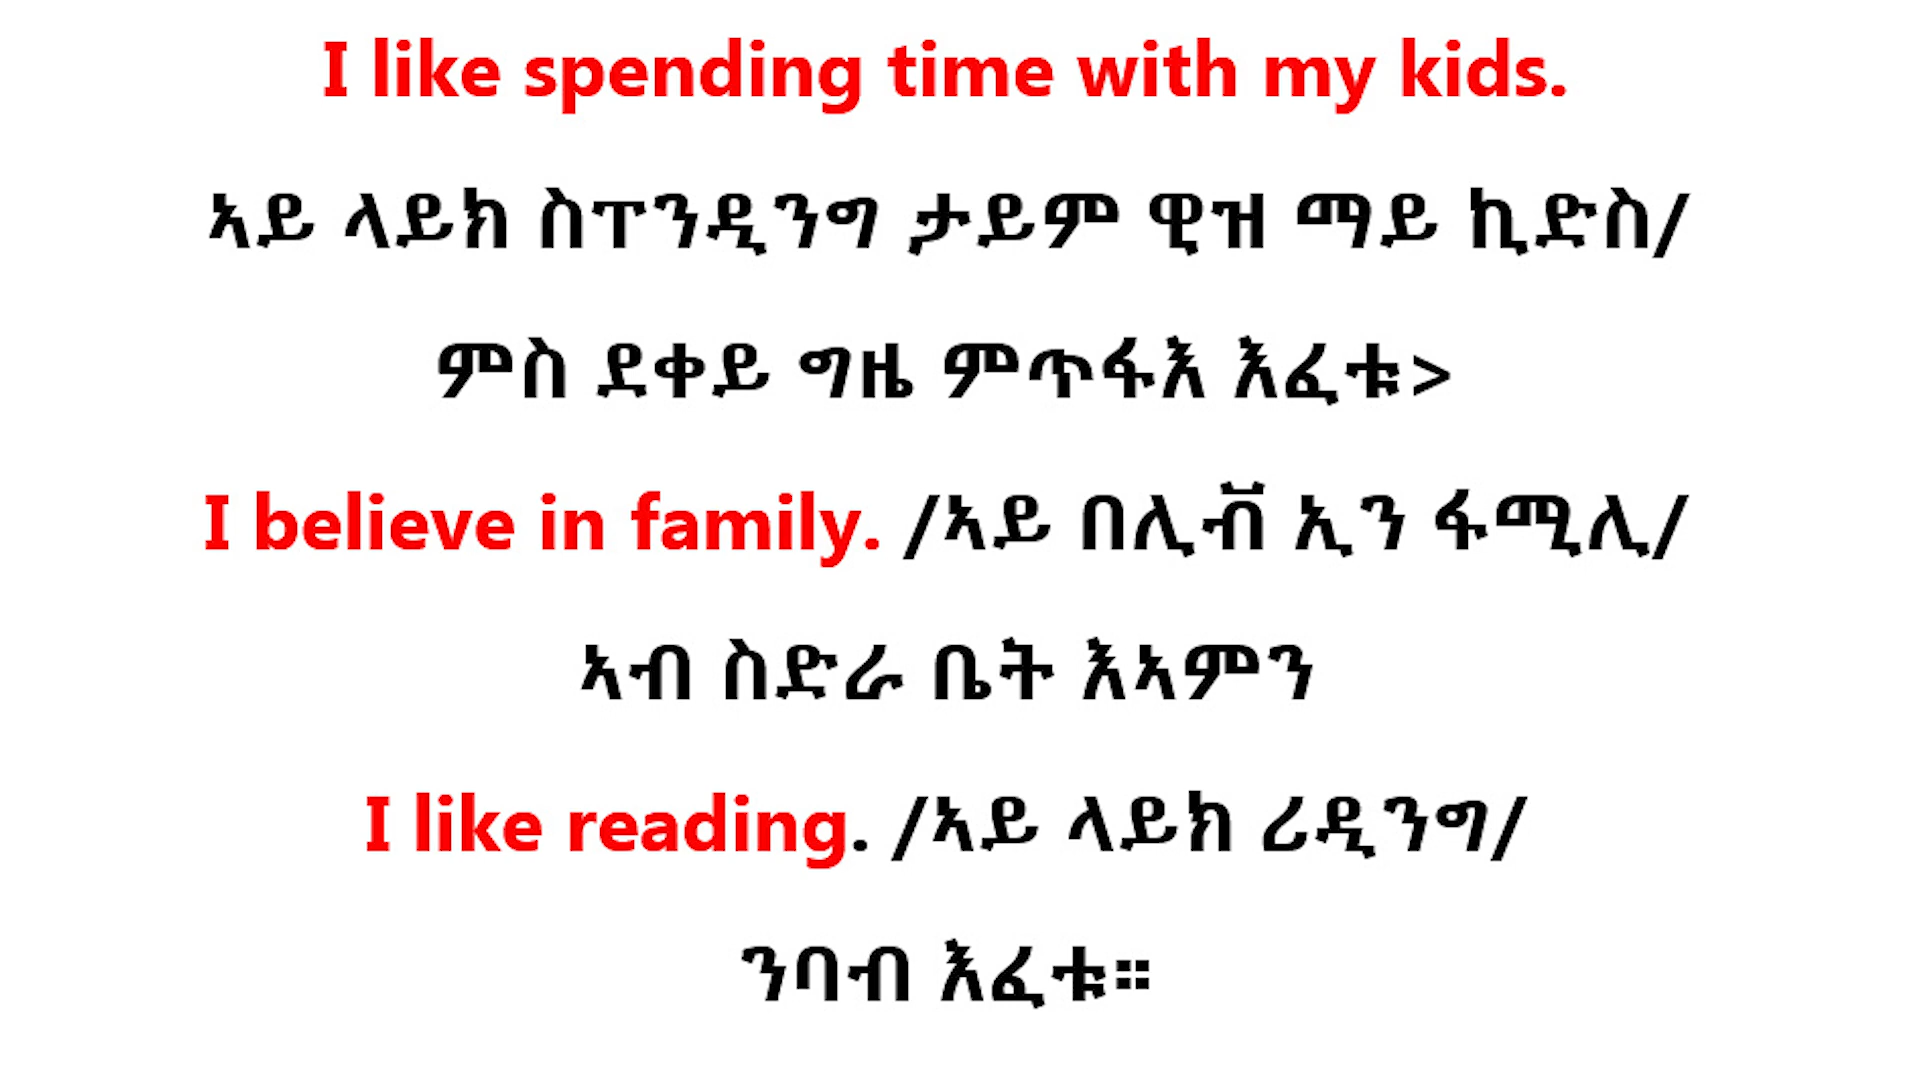 I like spending time with my kids.
ኣይ ላይክ ስፐንዲንግ ታይም ዊዝ ማይ ኪድስ/
ምስ ደቀይ ግዜ ምጥፋእ እፈቱ>
I believe in family. /ኣይ በሊቭ ኢን ፋሚሊ/
ኣብ ስድራ ቤት እኣምን
I like reading. /ኣይ ላይክ ሪዲንግ/
ንባብ እፈቱ።